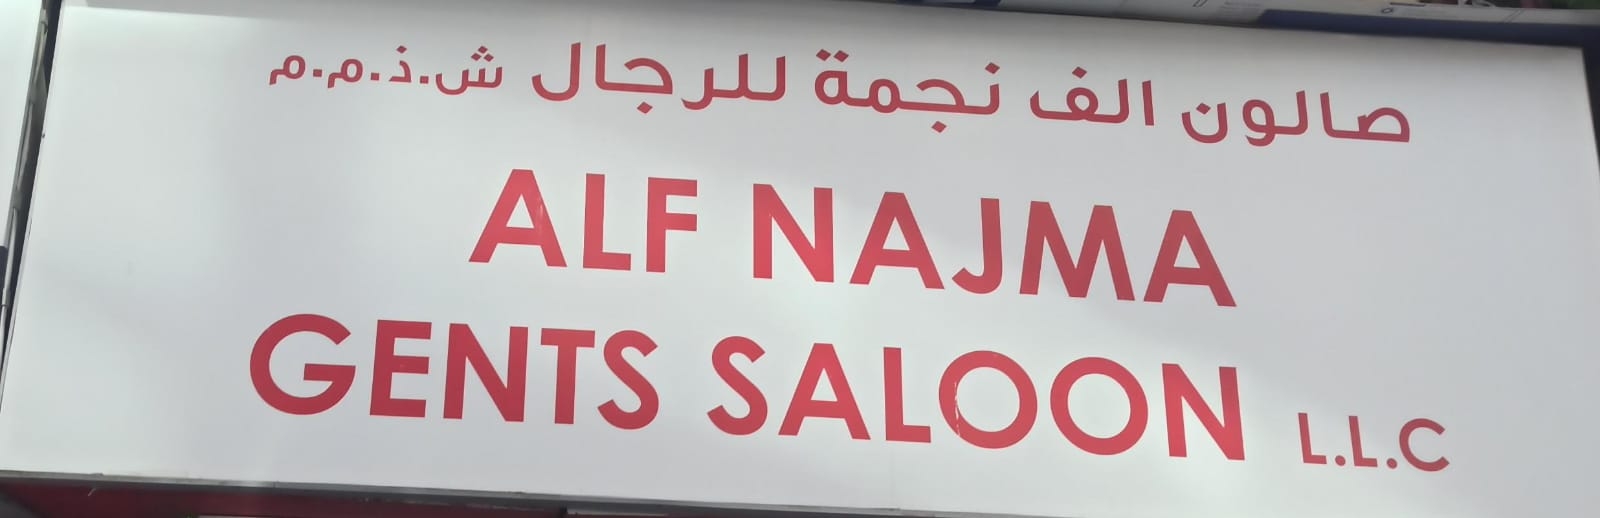 صالون الف نجمة للرجال ش.ذ.م.م
ALF NAJMA
GENTS SALOON L.L.C